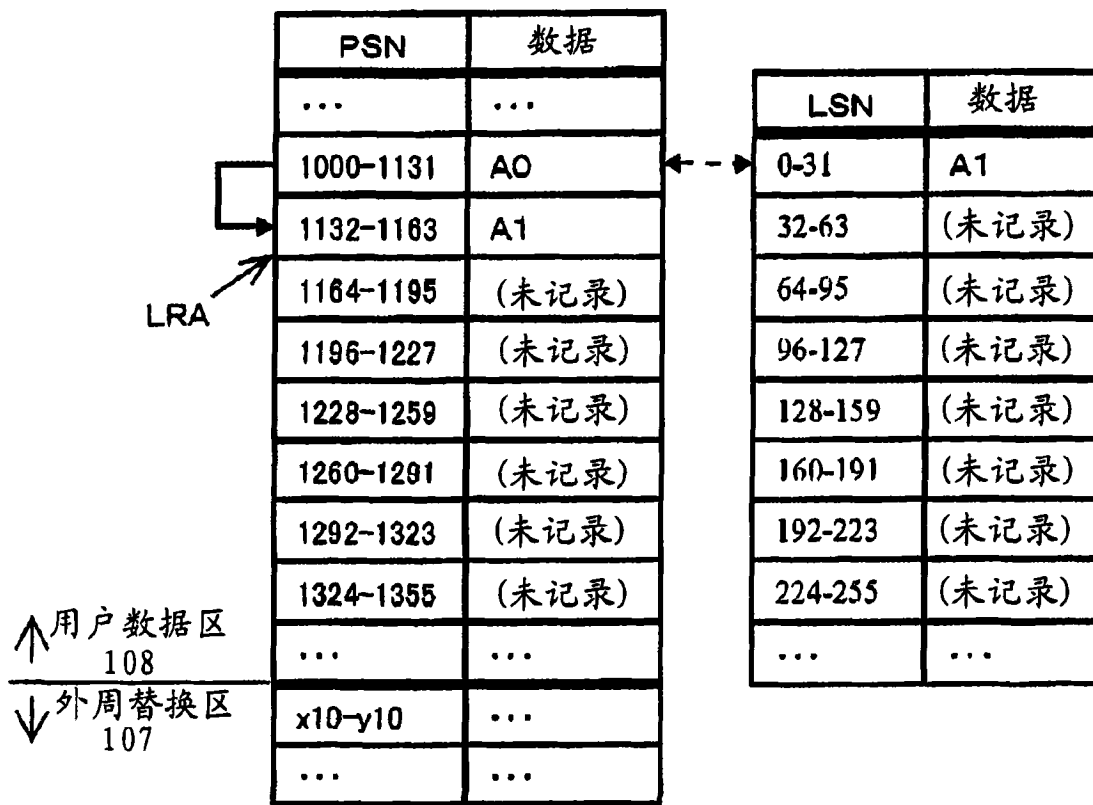 PSN 数据
... ...
1000-1131 A0
1132-1163 A1
1164-1195 (未记录)
1196-1227 (未记录)
1228-1259 (未记录)
1260-1291 (未记录)
1292-1323 (未记录)
1324-1355 (未记录)
... ...
x10-y10 ...
... ...
LRA
用户数据区
108
外周替换区
107
LSN 数据
0-31 A1
32-63 (未记录)
64-95 (未记录)
96-127 (未记录)
128-159 (未记录)
160-191 (未记录)
192-223 (未记录)
224-255 (未记录)
... ...